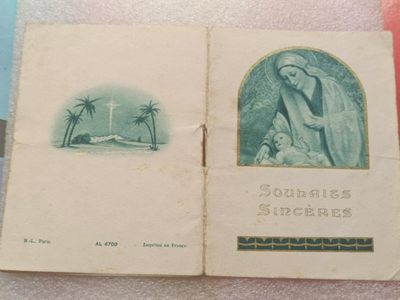 Souhaits
Sincères
M.-L., Paris
AL 6700
Imprimé en France